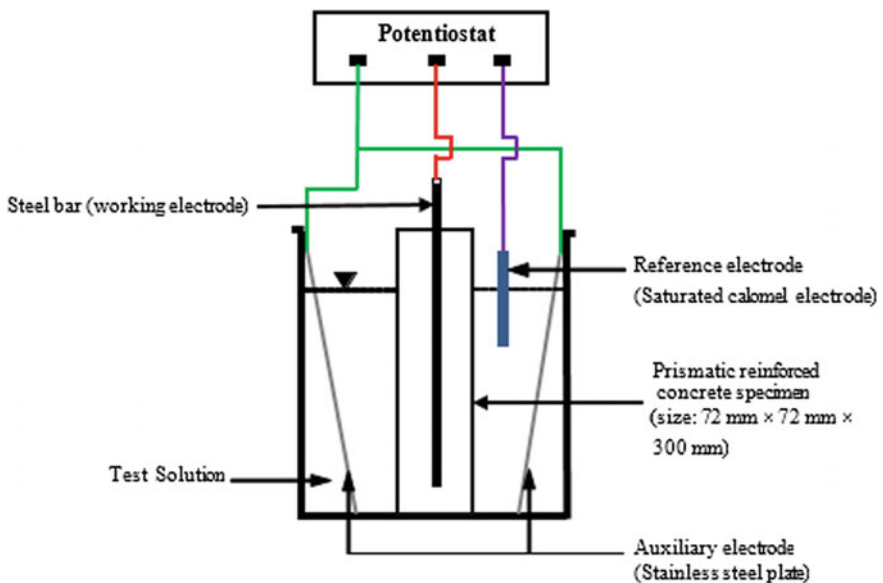 Potentiostat
Steel bar (working electrode)
Reference electrode
(Saturated calomel electrode)
Prismatic reinforced
concrete specimen
(size: 72 mm × 72 mm ×
300 mm)
Test Solution
Auxiliary electrode
(Stainless steel plate)